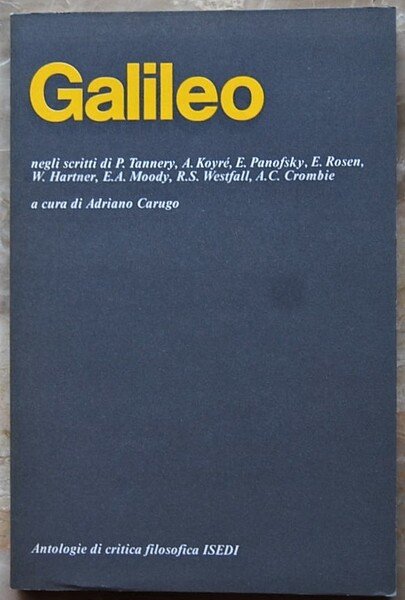 Galileo
negli scritti di P. Tannery, A. Koyré, E. Panofsky, E. Rosen,
W. Hartner, E.A. Moody, R.S. Westfall, A.C. Crombie
a cura di Adriano Carugo
Antologie di critica filosofica ISEDI